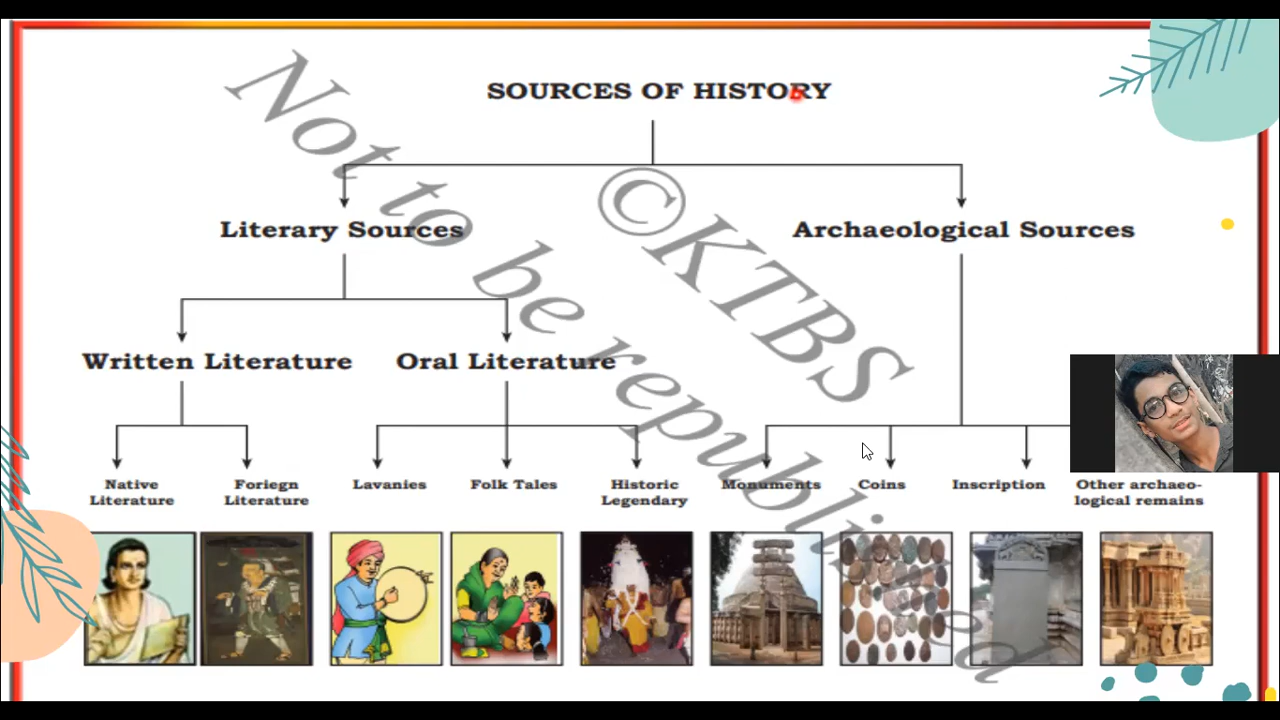 SOURCES OF HISTORY
Literary Sources
Archaeological Sources
Written Literature
Oral Literature
Native
Literature
Foriegn
Literature
Lavanies
Folk Tales
Historic
Legendary
Monuments
Coins
Inscription
Other archaeo-
logical remains
©KTBS
Not to be republished